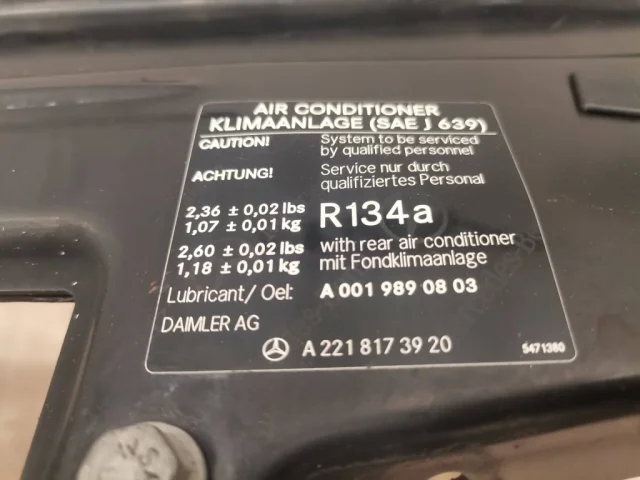 AIR CONDITIONER
KLIMAANLAGE (SAE J 639)
CAUTION! System to be serviced
by qualified personnel
ACHTUNG! Service nur durch
qualifiziertes Personal
2,36 ± 0,02 lbs
1,07 ± 0,01 kg
R134a
2,60 ± 0,02 lbs with rear air conditioner
1,18 ± 0,01 kg mit Fondklimaanlage
Lubricant/ Oel: A 001 989 08 03
DAIMLER AG
A 221 817 39 20
5471380